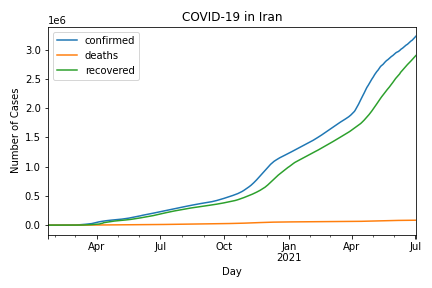 COVID-19 in Iran
1e6
confirmed
deaths
recovered
3.0
2.5
2.0
1.5
1.0
0.5
0.0
Number of Cases
Apr
Jul
Oct
Jan
2021
Apr
Jul
Day